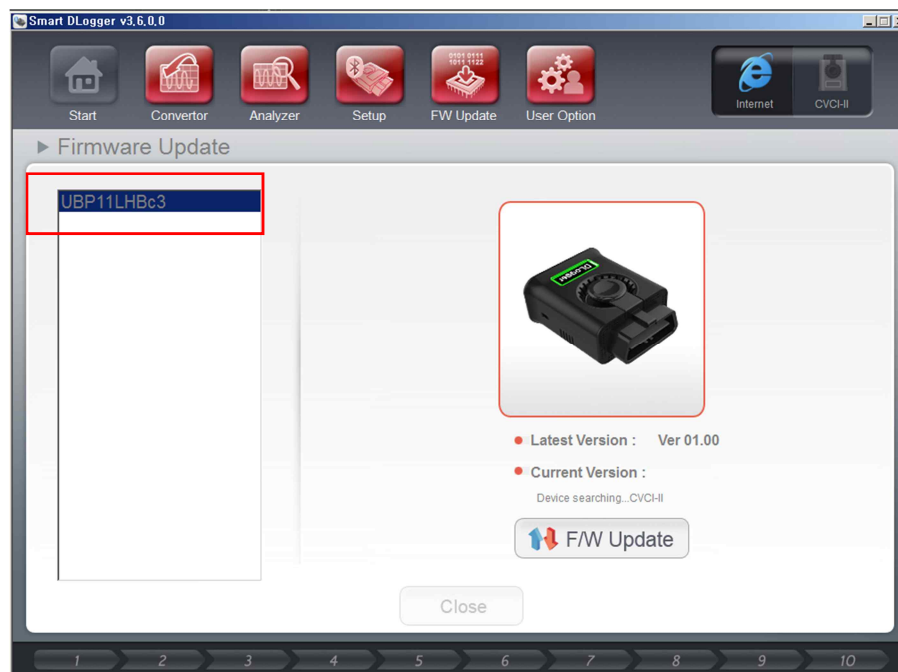 Smart DLogger v3,6,0,0
0101 0111
1011 1122
Start Convertor Analyzer Setup FW Update User Option Internet CVCI-II
Firmware Update
UBP11LHBc3
DLogger
Latest Version : Ver 01.00
Current Version :
Device searching...CVCI-II
F/W Update
Close
1 2 3 4 5 6 7 8 9 10